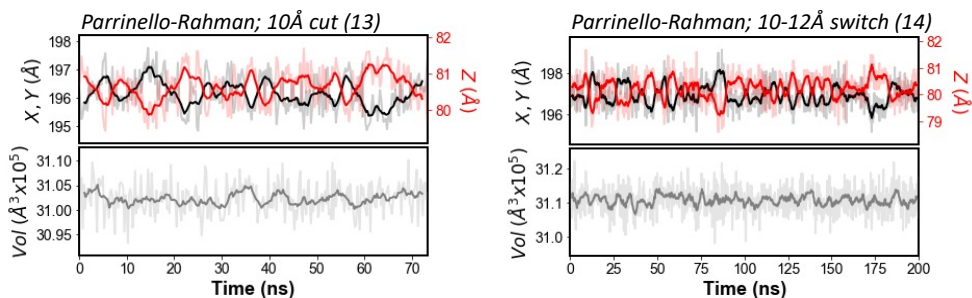 Parrinello-Rahman; 10Å cut (13)
198
197
196
195
X, Y (Å)
82
81
80
Z (Å)
31.10
31.05
31.00
30.95
Vol (Å³x10⁵)
0 10 20 30 40 50 60 70
Time (ns)
Parrinello-Rahman; 10-12Å switch (14)
198
196
X, Y (Å)
82
81
80
79
Z (Å)
31.2
31.1
31.0
Vol (Å³x10⁵)
0 25 50 75 100 125 150 175 200
Time (ns)